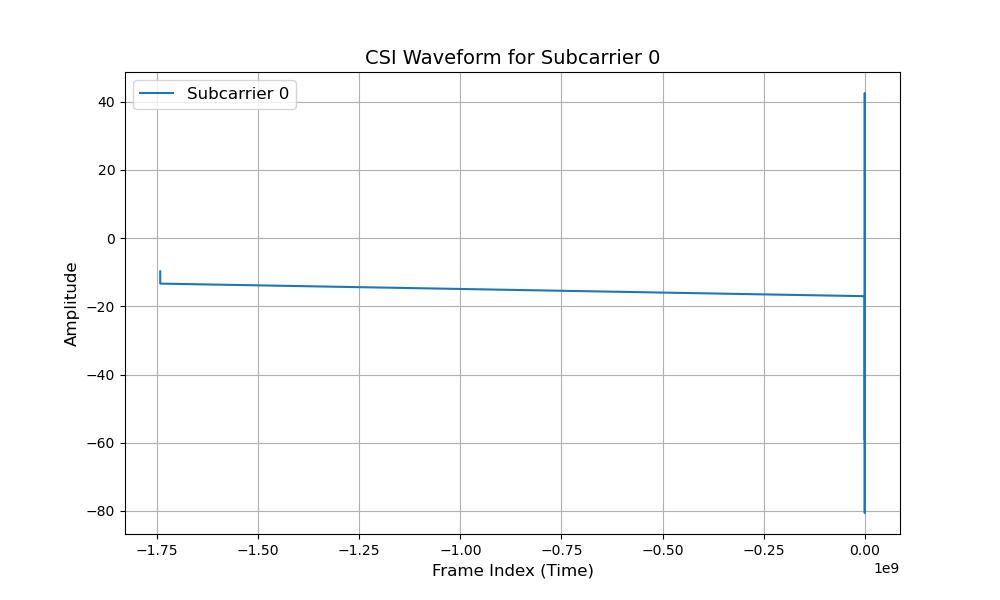 CSI Waveform for Subcarrier 0
Subcarrier 0
Amplitude
40
20
0
−20
−40
−60
−80
−1.75 −1.50 −1.25 −1.00 −0.75 −0.50 −0.25 0.00
1e9
Frame Index (Time)